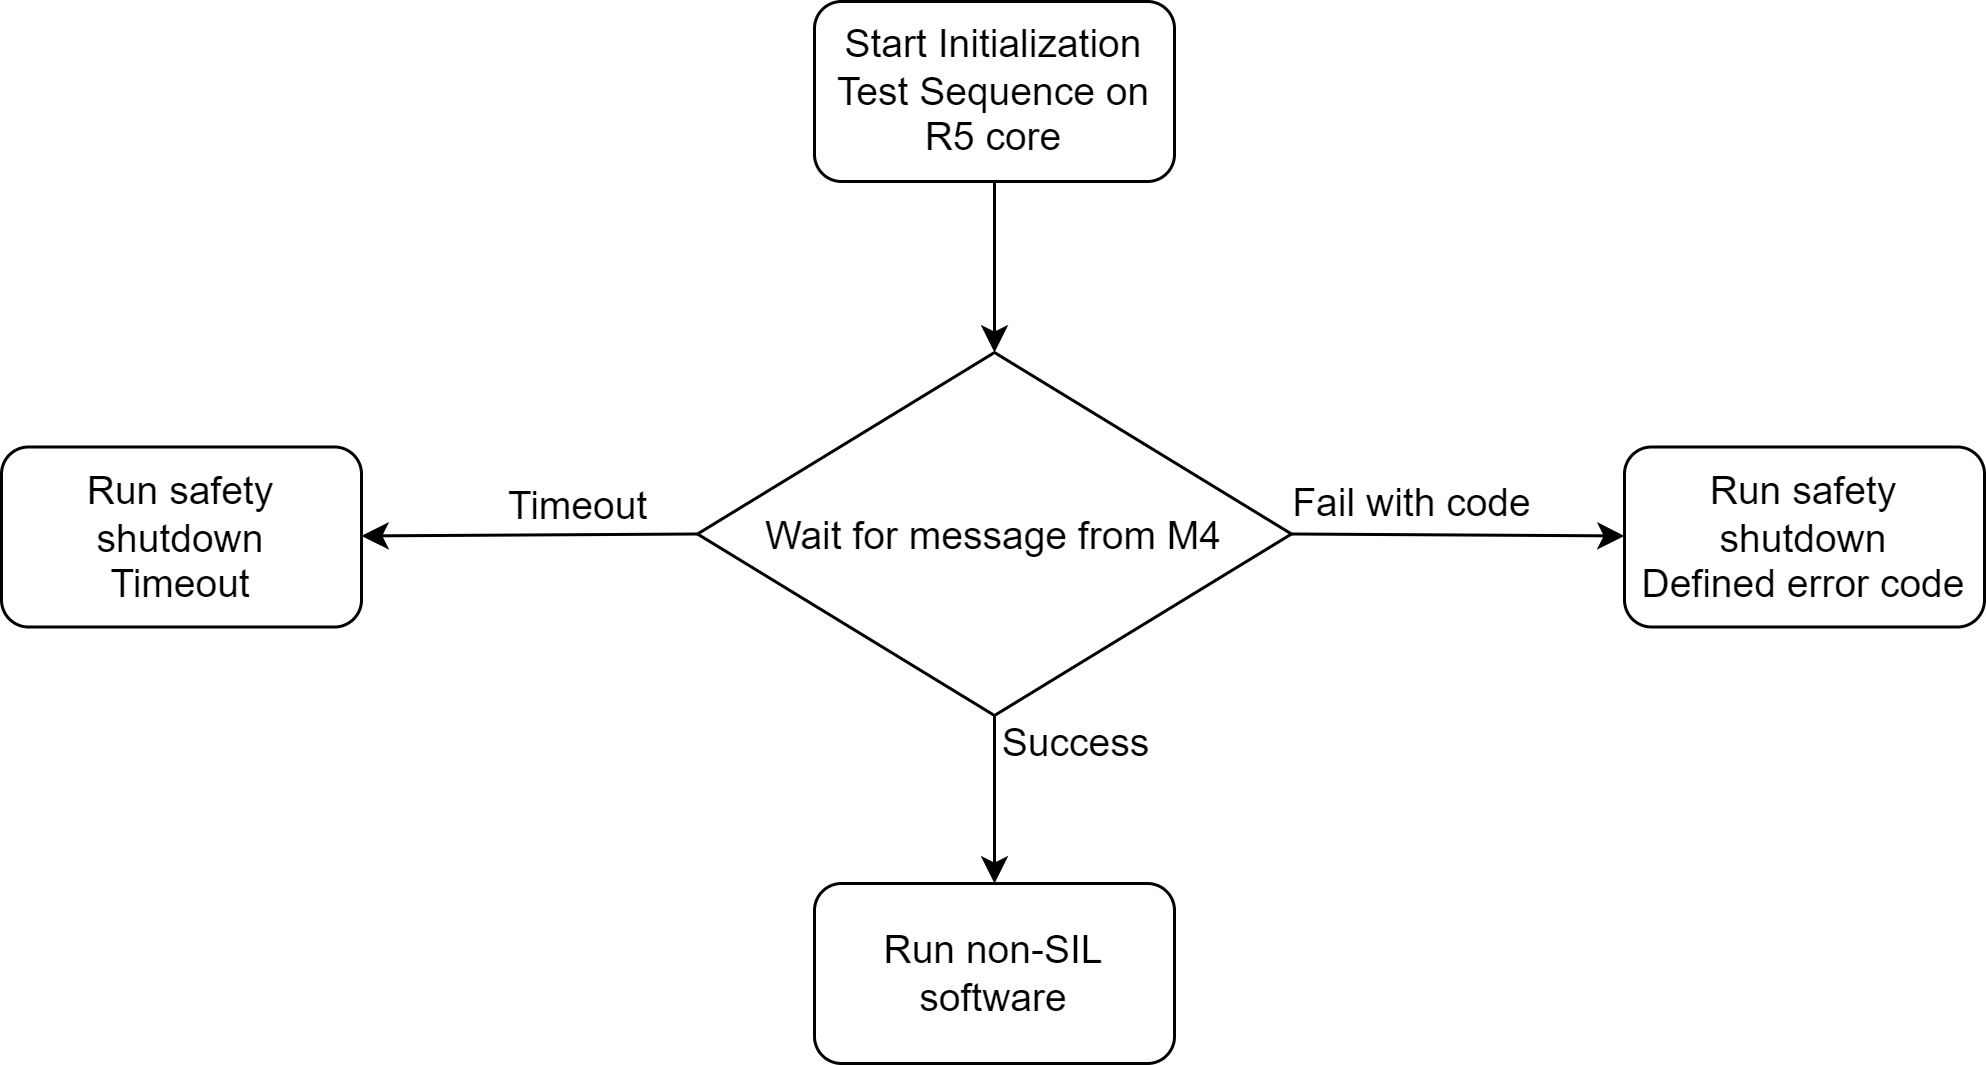 Start Initialization
Test Sequence on
R5 core
Timeout
Fail with code
Run safety
shutdown
Timeout
Wait for message from M4
Run safety
shutdown
Defined error code
Success
Run non-SIL
software